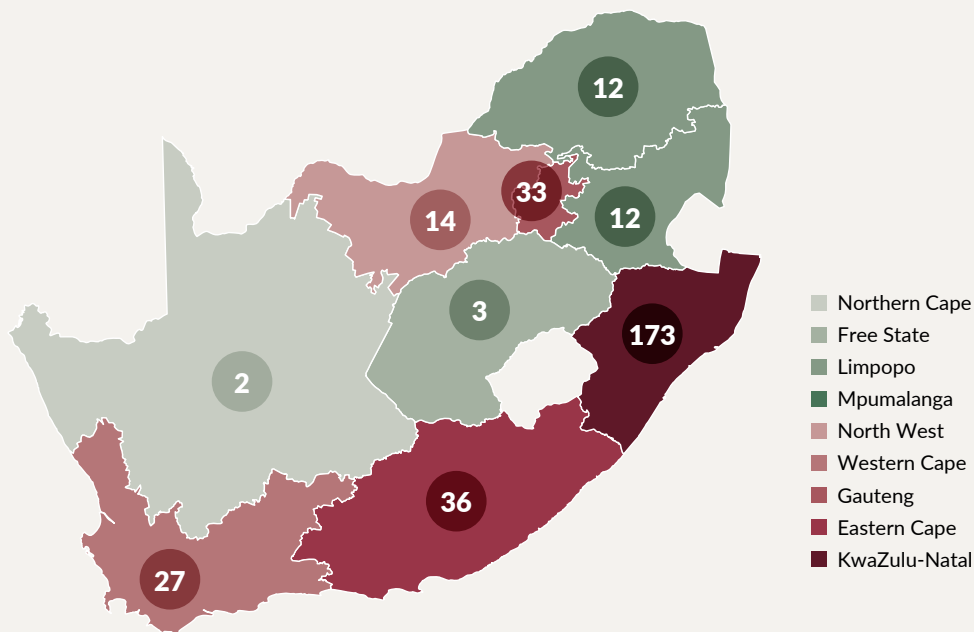 12
33
14
12
3
173
2
36
27
Northern Cape
Free State
Limpopo
Mpumalanga
North West
Western Cape
Gauteng
Eastern Cape
KwaZulu-Natal